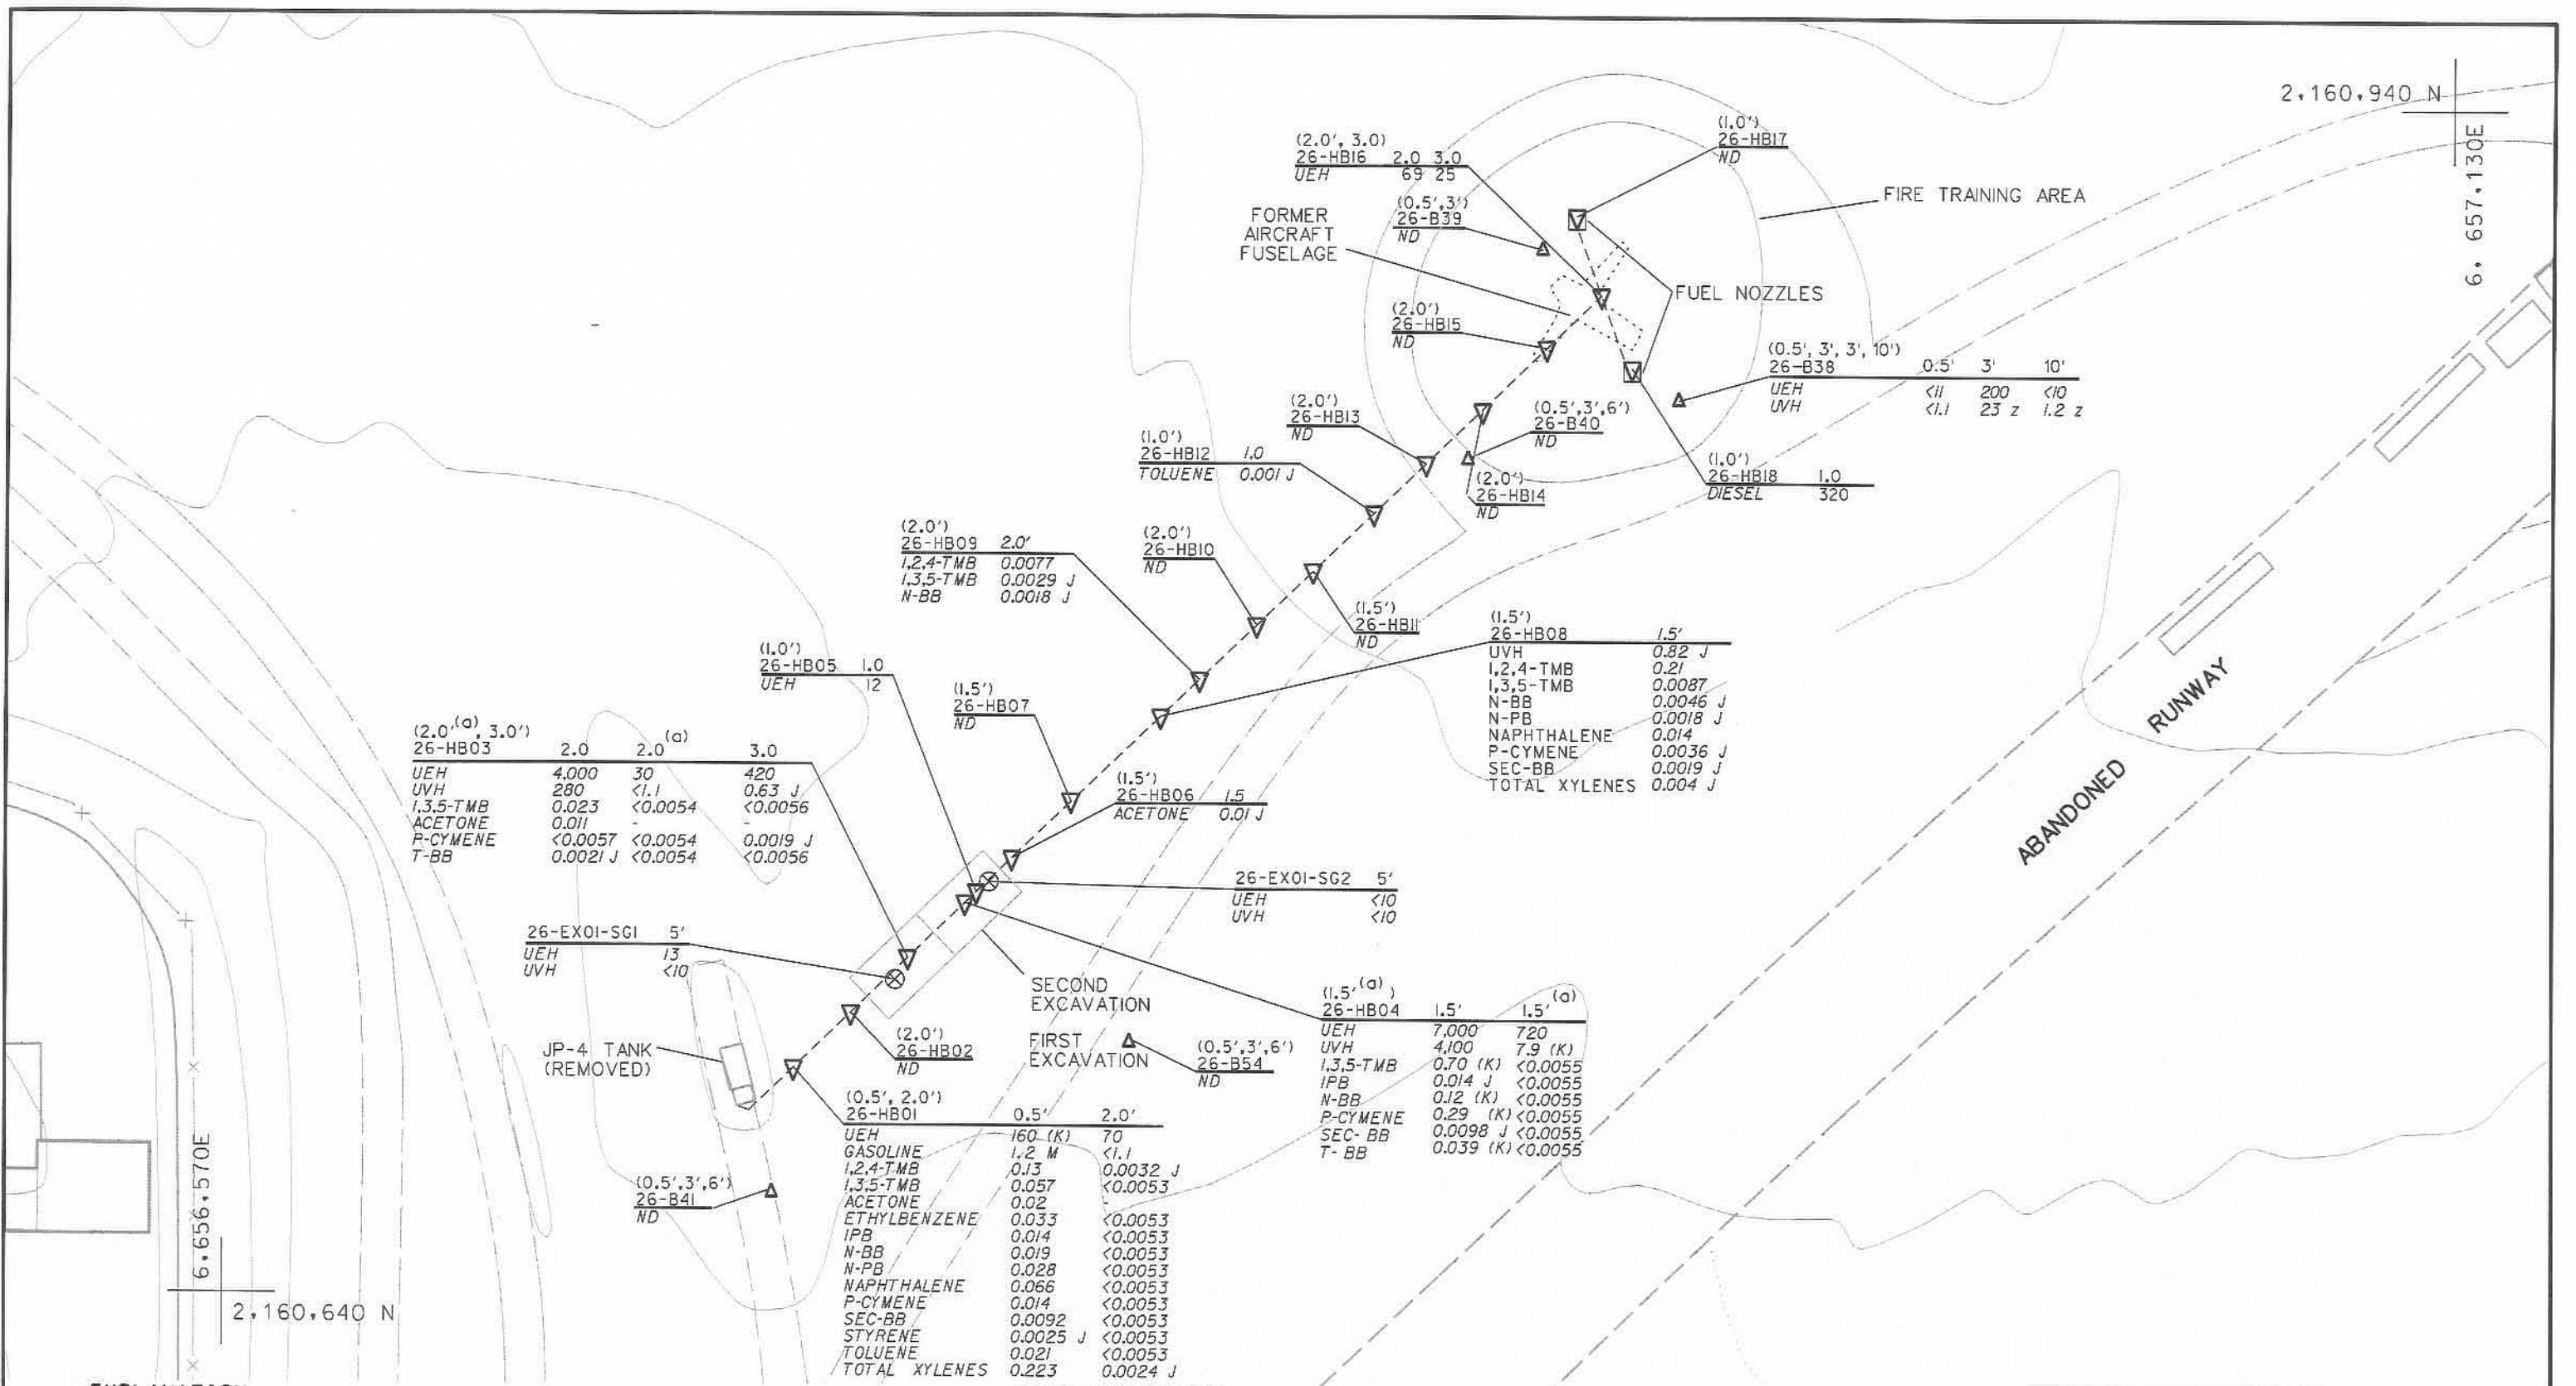 2,160,940 N
6, 657,130E
(2.0', 3.0)
26-HB16 2.0 3.0
UEH 69 25
(1.0')
26-HB17
ND
FIRE TRAINING AREA
(0.5',3')
26-B39
ND
FORMER
AIRCRAFT
FUSELAGE
FUEL NOZZLES
(2.0')
26-HB15
ND
(0.5', 3', 3', 10')
26-B38 0.5' 3' 10'
UEH <11 200 <10
UVH <1.1 23 z 1.2 z
(2.0')
26-HB13
ND
(0.5',3',6')
26-B40
ND
(1.0')
26-HB12 1.0
TOLUENE 0.001 J
(2.0')
26-HB14
ND
(1.0')
26-HB18 1.0
DIESEL 320
(2.0')
26-HB09 2.0'
1,2,4-TMB 0.0077
1,3,5-TMB 0.0029 J
N-BB 0.0018 J
(2.0')
26-HB10
ND
(1.5')
26-HB11
ND
(1.5')
26-HB08 1.5'
UVH 0.82 J
1,2,4-TMB 0.21
1,3,5-TMB 0.0087
N-BB 0.0046 J
N-PB 0.0018 J
NAPHTHALENE 0.014
P-CYMENE 0.0036 J
SEC-BB 0.0019 J
TOTAL XYLENES 0.004 J
(1.0')
26-HB05 1.0
UEH 12
(1.5')
26-HB07
ND
ABANDONED RUNWAY
(2.0'(a), 3.0')
26-HB03 2.0 2.0(a) 3.0
UEH 4,000 30 420
UVH 280 <1.1 0.63 J
1,3,5-TMB 0.023 <0.0054 <0.0056
ACETONE 0.011 - -
P-CYMENE <0.0057 <0.0054 0.0019 J
T-BB 0.0021 J <0.0054 <0.0056
(1.5')
26-HB06 1.5
ACETONE 0.01 J
26-EX01-SG2 5'
UEH <10
UVH <10
26-EX01-SG1 5'
UEH 13
UVH <10
SECOND
EXCAVATION
FIRST
EXCAVATION
(1.5'(a))
26-HB04 1.5' 1.5'(a)
UEH 7,000 720
UVH 4,100 7.9 (K)
1,3,5-TMB 0.70 (K) <0.0055
IPB 0.014 J <0.0055
N-BB 0.12 (K) <0.0055
P-CYMENE 0.29 (K) <0.0055
SEC- BB 0.0098 J <0.0055
T- BB 0.039 (K) <0.0055
JP-4 TANK
(REMOVED)
(2.0')
26-HB02
ND
(0.5',3',6')
26-B54
ND
(0.5', 2.0')
26-HB01 0.5' 2.0'
UEH 160 (K) 70
GASOLINE 1.2 M <1.1
1,2,4-TMB 0.13 0.0032 J
1,3,5-TMB 0.057 <0.0053
ACETONE 0.02 -
ETHYLBENZENE 0.033 <0.0053
IPB 0.014 <0.0053
N-BB 0.019 <0.0053
N-PB 0.028 <0.0053
NAPHTHALENE 0.066 <0.0053
P-CYMENE 0.014 <0.0053
SEC-BB 0.0092 <0.0053
STYRENE 0.0025 J <0.0053
TOLUENE 0.021 <0.0053
TOTAL XYLENES 0.223 0.0024 J
(0.5',3',6')
26-B41
ND
6,656,570E
2,160,640 N